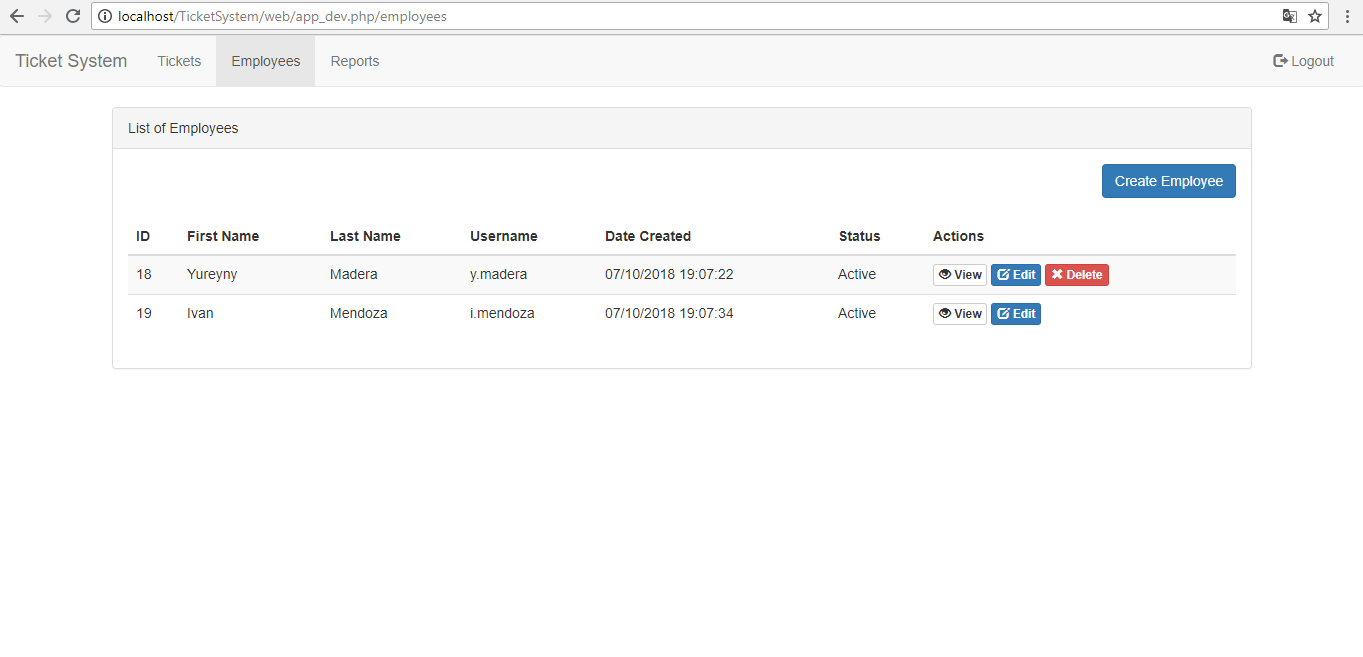 localhost/TicketSystem/web/app_dev.php/employees
Ticket System Tickets Employees Reports Logout
List of Employees
Create Employee
ID First Name Last Name Username Date Created Status Actions
18 Yureyny Madera y.madera 07/10/2018 19:07:22 Active View Edit Delete
19 Ivan Mendoza i.mendoza 07/10/2018 19:07:34 Active View Edit